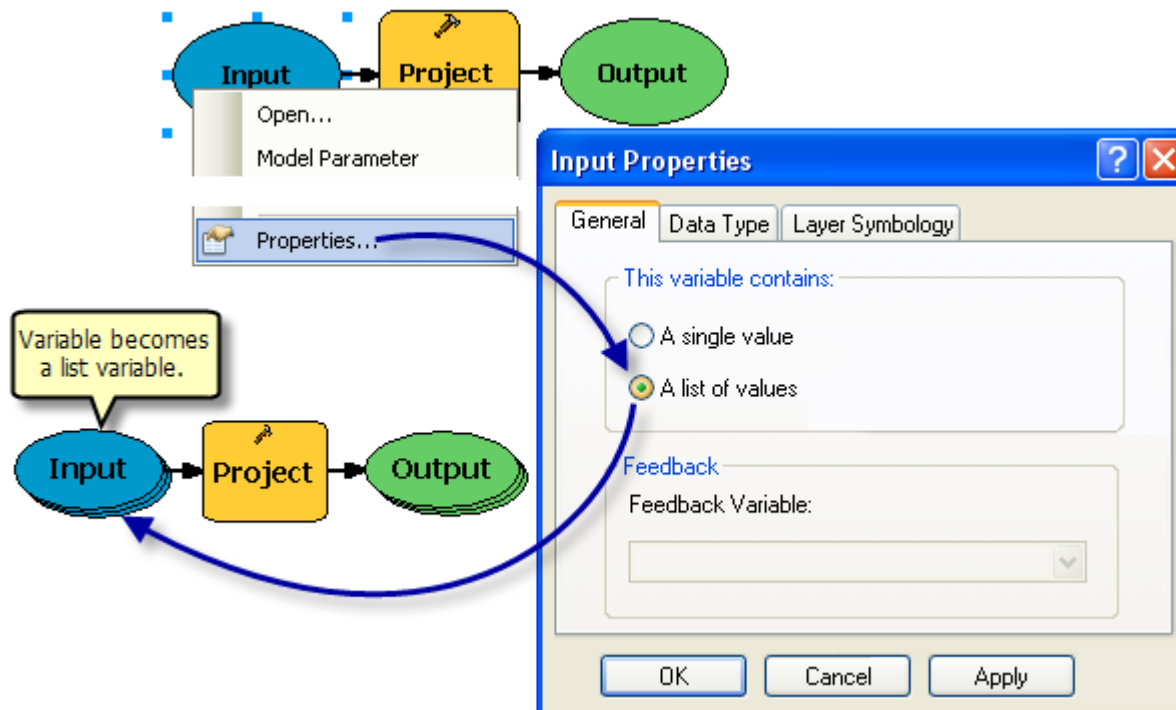 Input
Project
Output
Open...
Model Parameter
Properties...
Input Properties
General
Data Type
Layer Symbology
This variable contains:
A single value
A list of values
Feedback
Feedback Variable:
OK
Cancel
Apply
Variable becomes
a list variable.
Input
Project
Output